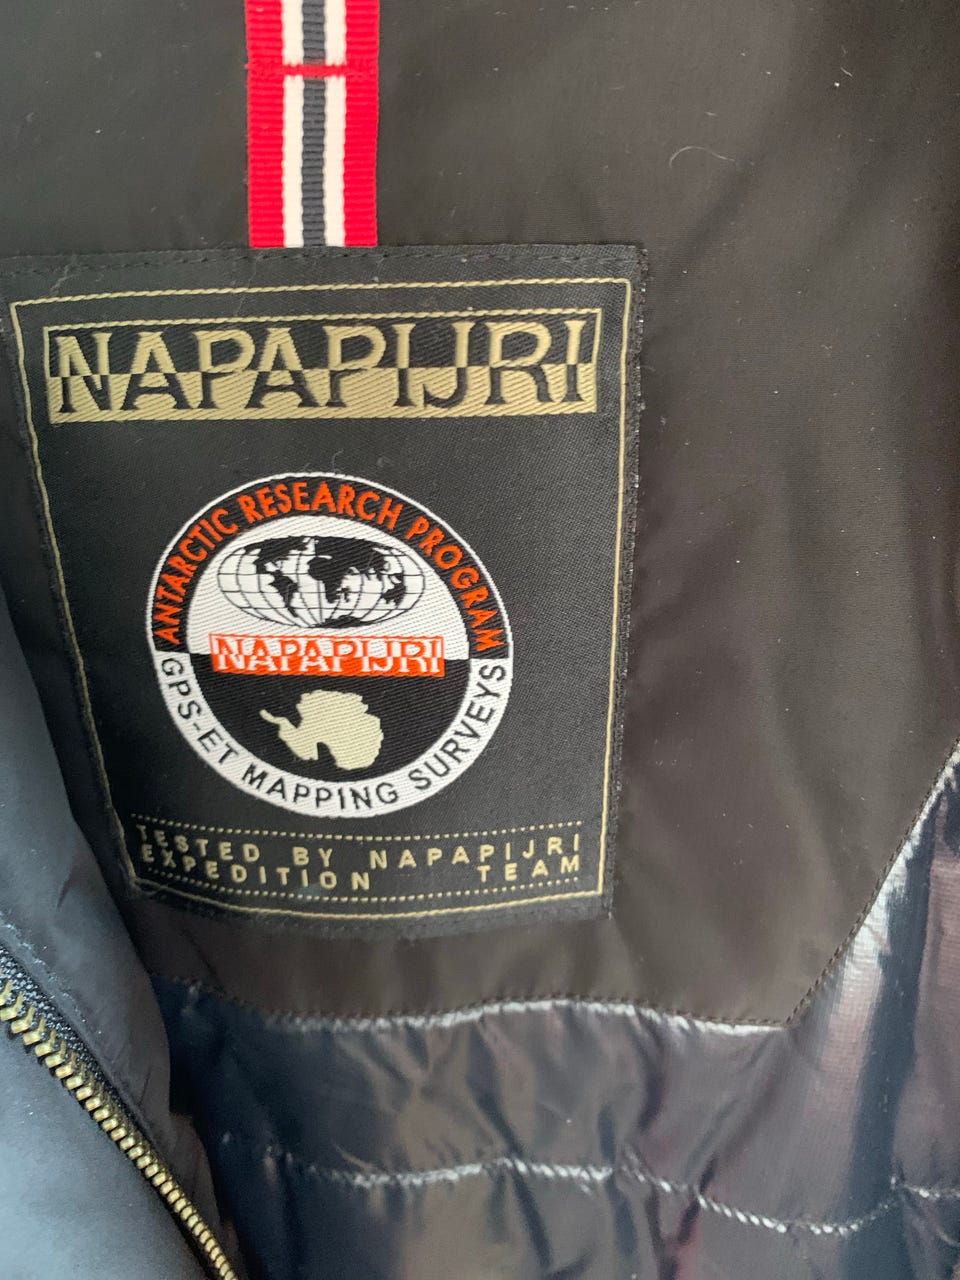 NAPAPIJRI
ANTARCTIC RESEARCH PROGRAM
NAPAPIJRI
GPS-ET MAPPING SURVEYS
TESTED BY NAPAPIJRI
EXPEDITION TEAM